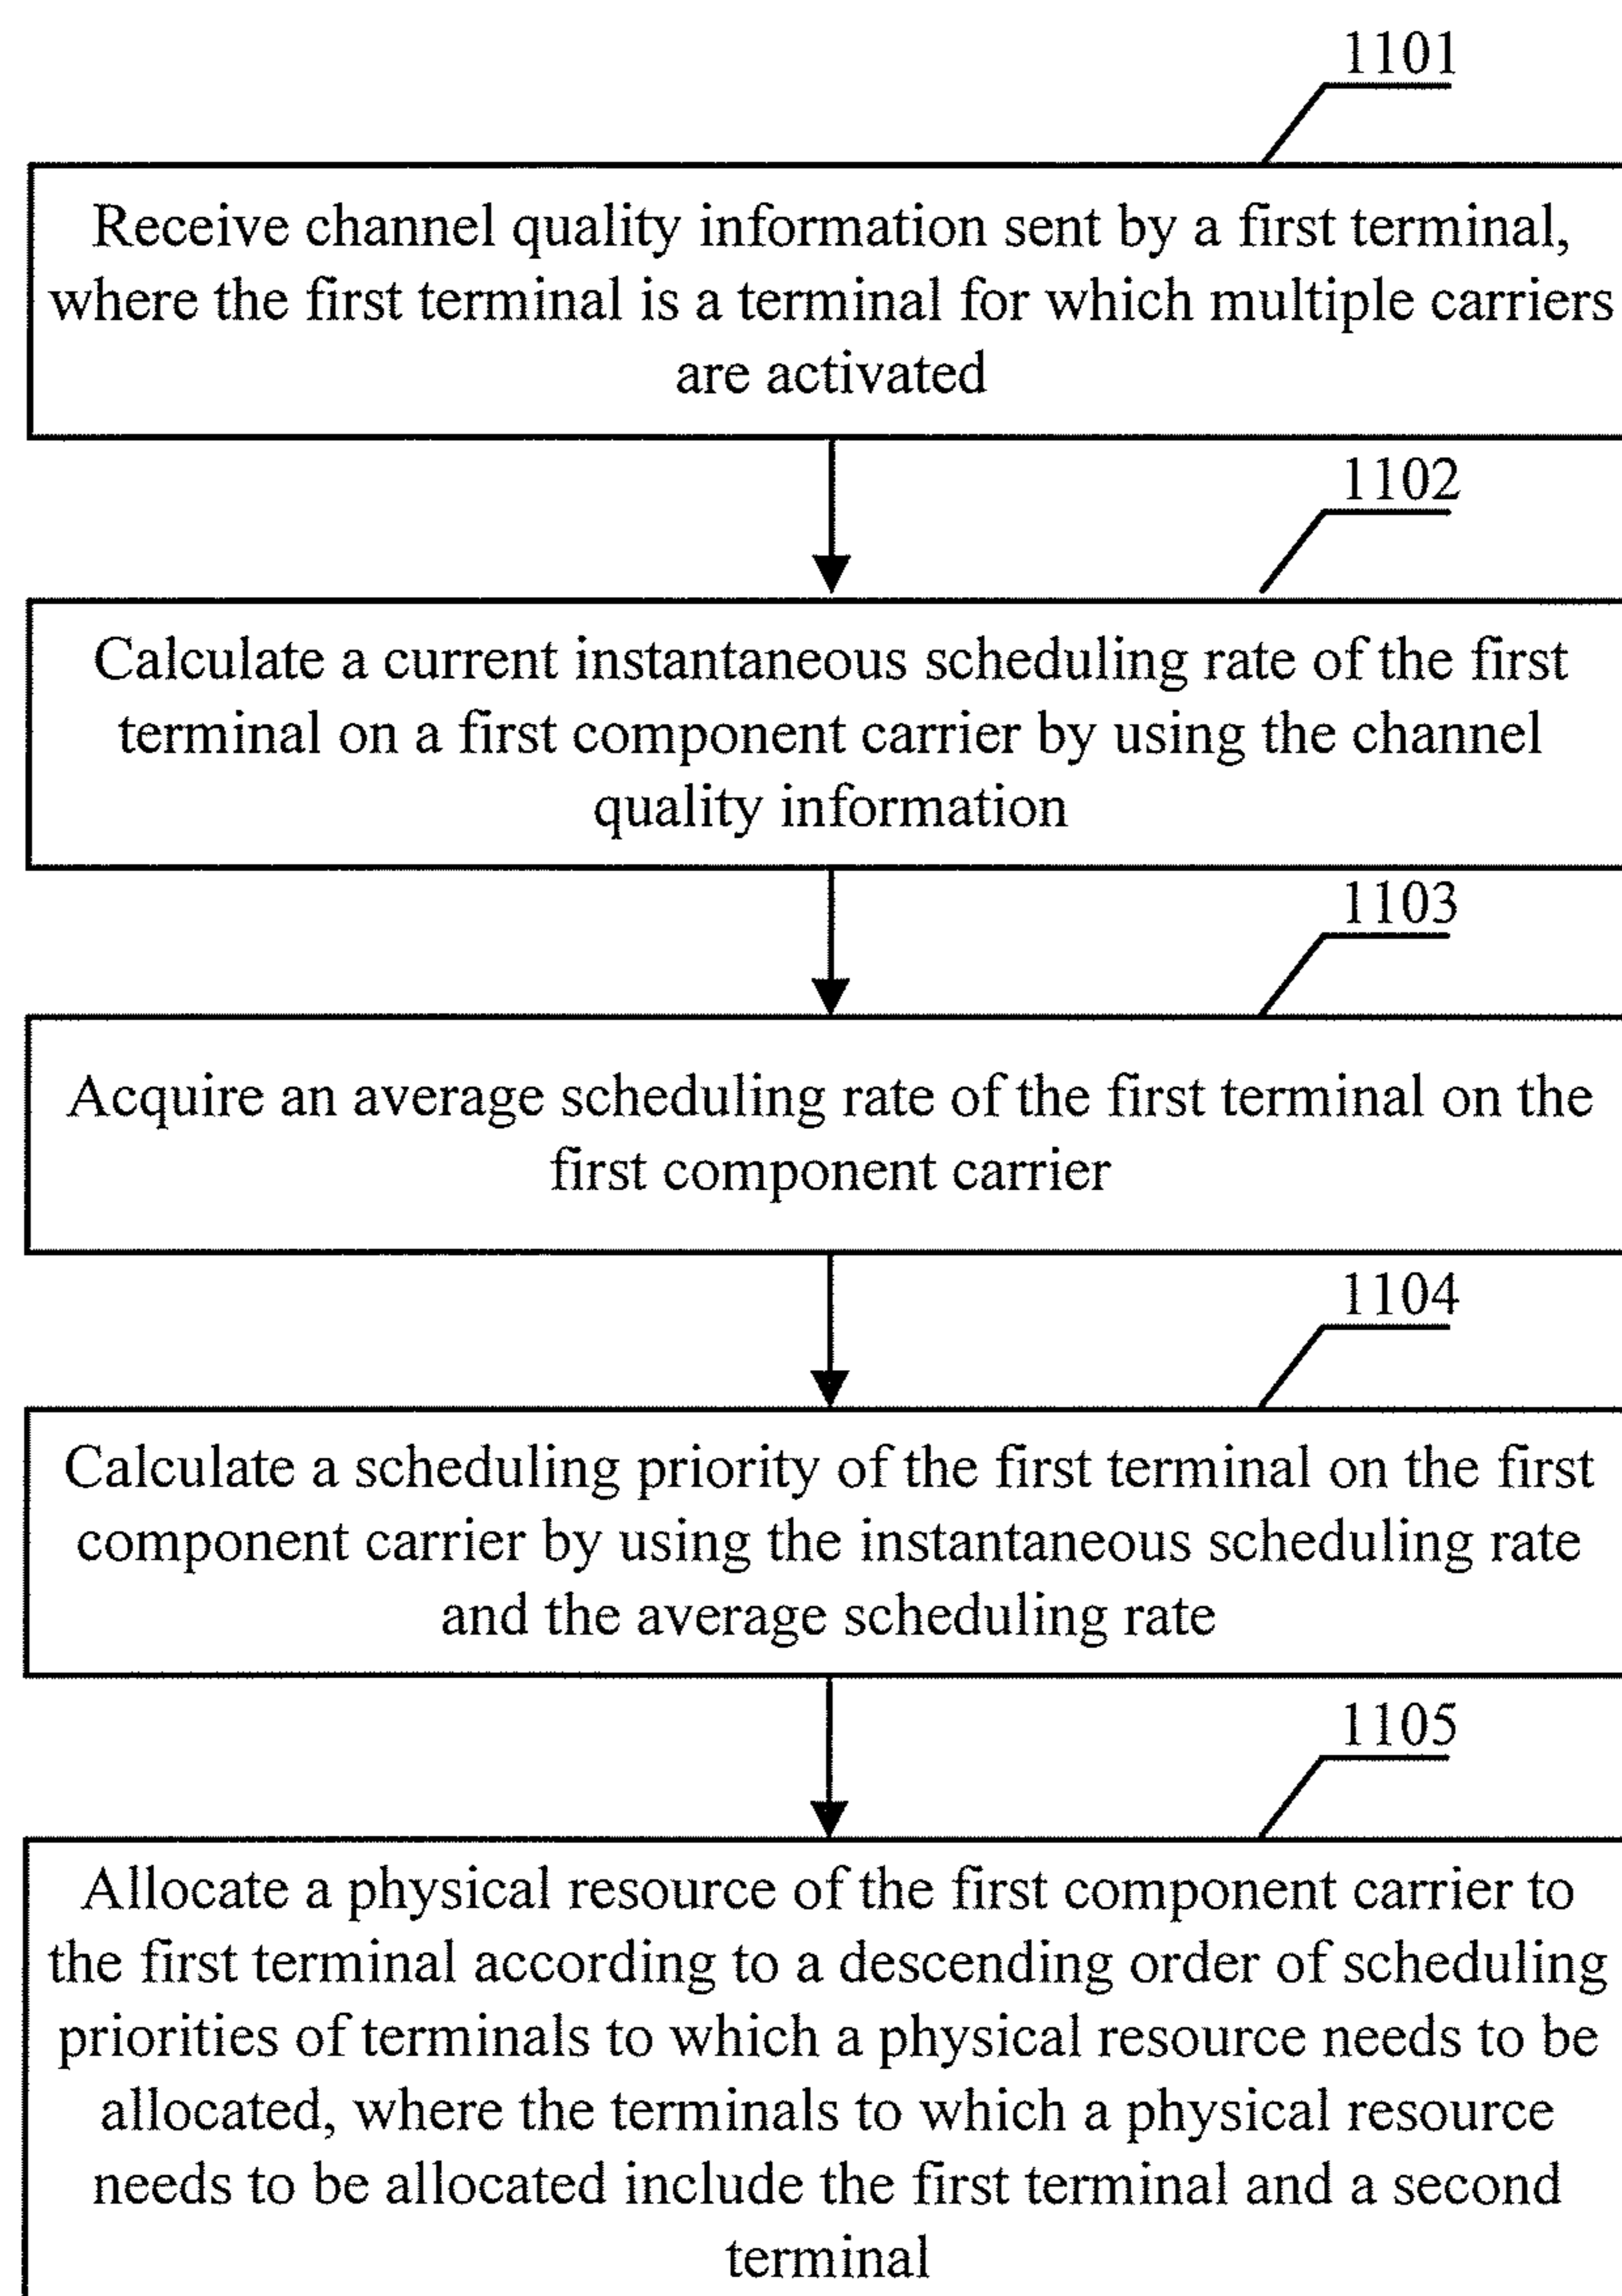 1101
Receive channel quality information sent by a first terminal,
where the first terminal is a terminal for which multiple carriers
are activated
1102
Calculate a current instantaneous scheduling rate of the first
terminal on a first component carrier by using the channel
quality information
1103
Acquire an average scheduling rate of the first terminal on the
first component carrier
1104
Calculate a scheduling priority of the first terminal on the first
component carrier by using the instantaneous scheduling rate
and the average scheduling rate
1105
Allocate a physical resource of the first component carrier to
the first terminal according to a descending order of scheduling
priorities of terminals to which a physical resource needs to be
allocated, where the terminals to which a physical resource
needs to be allocated include the first terminal and a second
terminal